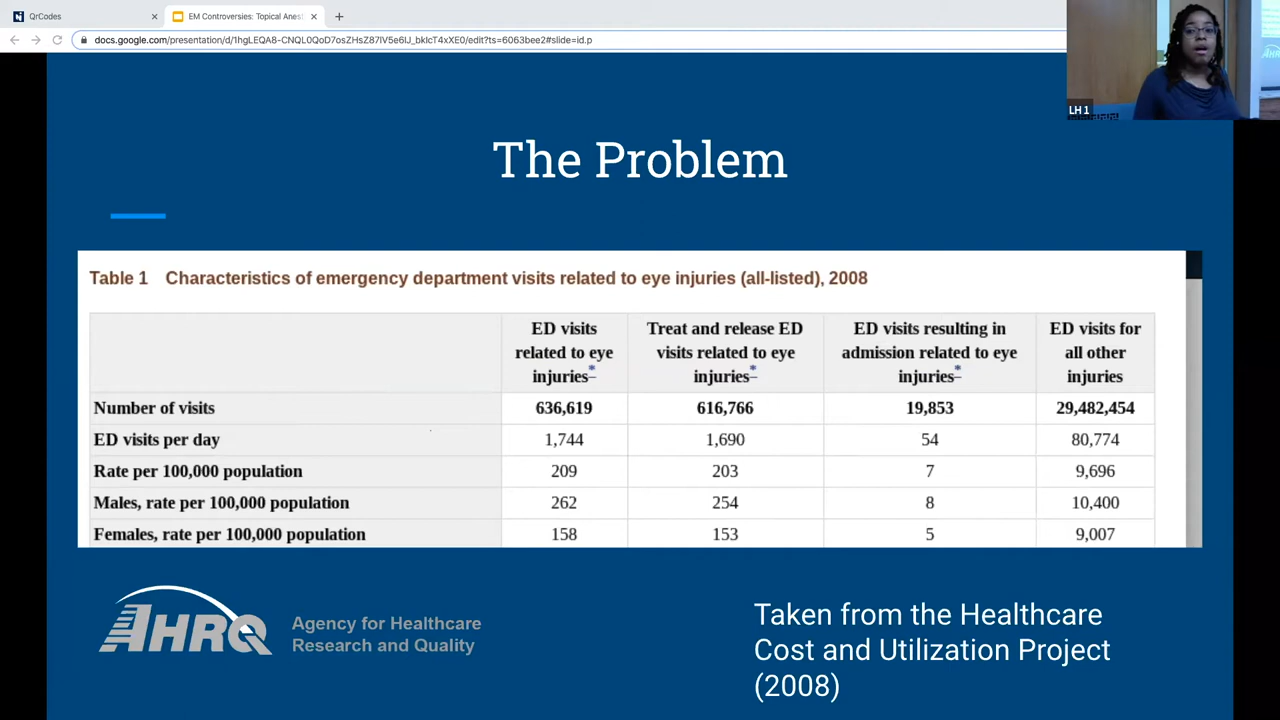 QrCodes
EM Controversies: Topical Anest
docs.google.com/presentation/d/1hgLEQA8-CNQL0QoD7osZHsZ87lV5e6IJ_bkIcT4xXE0/edit?ts=6063bee2#slide=id.p
LH 1
The Problem
Table 1 Characteristics of emergency department visits related to eye injuries (all-listed), 2008
ED visits related to eye injuries* Treat and release ED visits related to eye injuries* ED visits resulting in admission related to eye injuries* ED visits for all other injuries
Number of visits 636,619 616,766 19,853 29,482,454
ED visits per day 1,744 1,690 54 80,774
Rate per 100,000 population 209 203 7 9,696
Males, rate per 100,000 population 262 254 8 10,400
Females, rate per 100,000 population 158 153 5 9,007
AHRQ
Agency for Healthcare
Research and Quality
Taken from the Healthcare
Cost and Utilization Project
(2008)